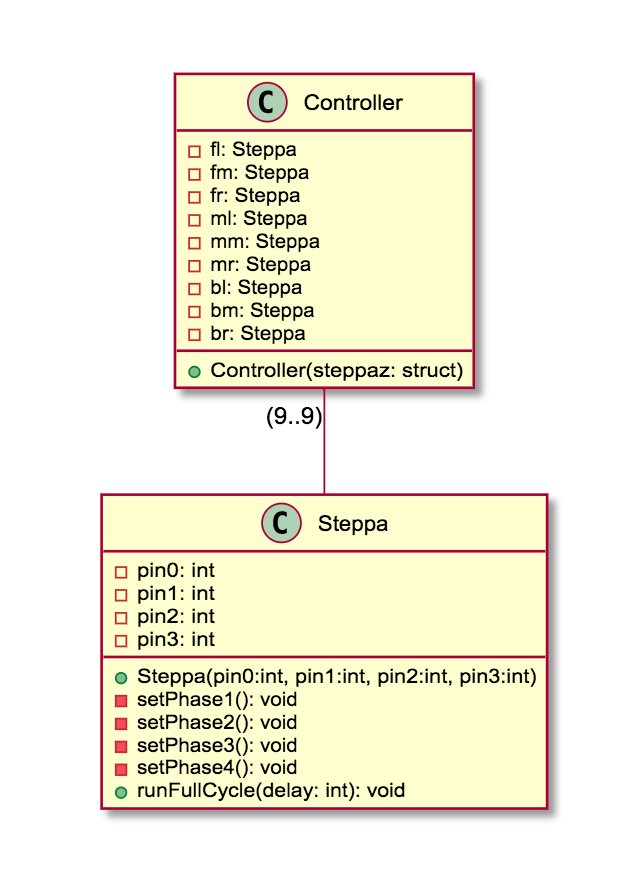 C Controller
fl: Steppa
fm: Steppa
fr: Steppa
ml: Steppa
mm: Steppa
mr: Steppa
bl: Steppa
bm: Steppa
br: Steppa
Controller(steppaz: struct)
(9..9)
C Steppa
pin0: int
pin1: int
pin2: int
pin3: int
Steppa(pin0:int, pin1:int, pin2:int, pin3:int)
setPhase1(): void
setPhase2(): void
setPhase3(): void
setPhase4(): void
runFullCycle(delay: int): void